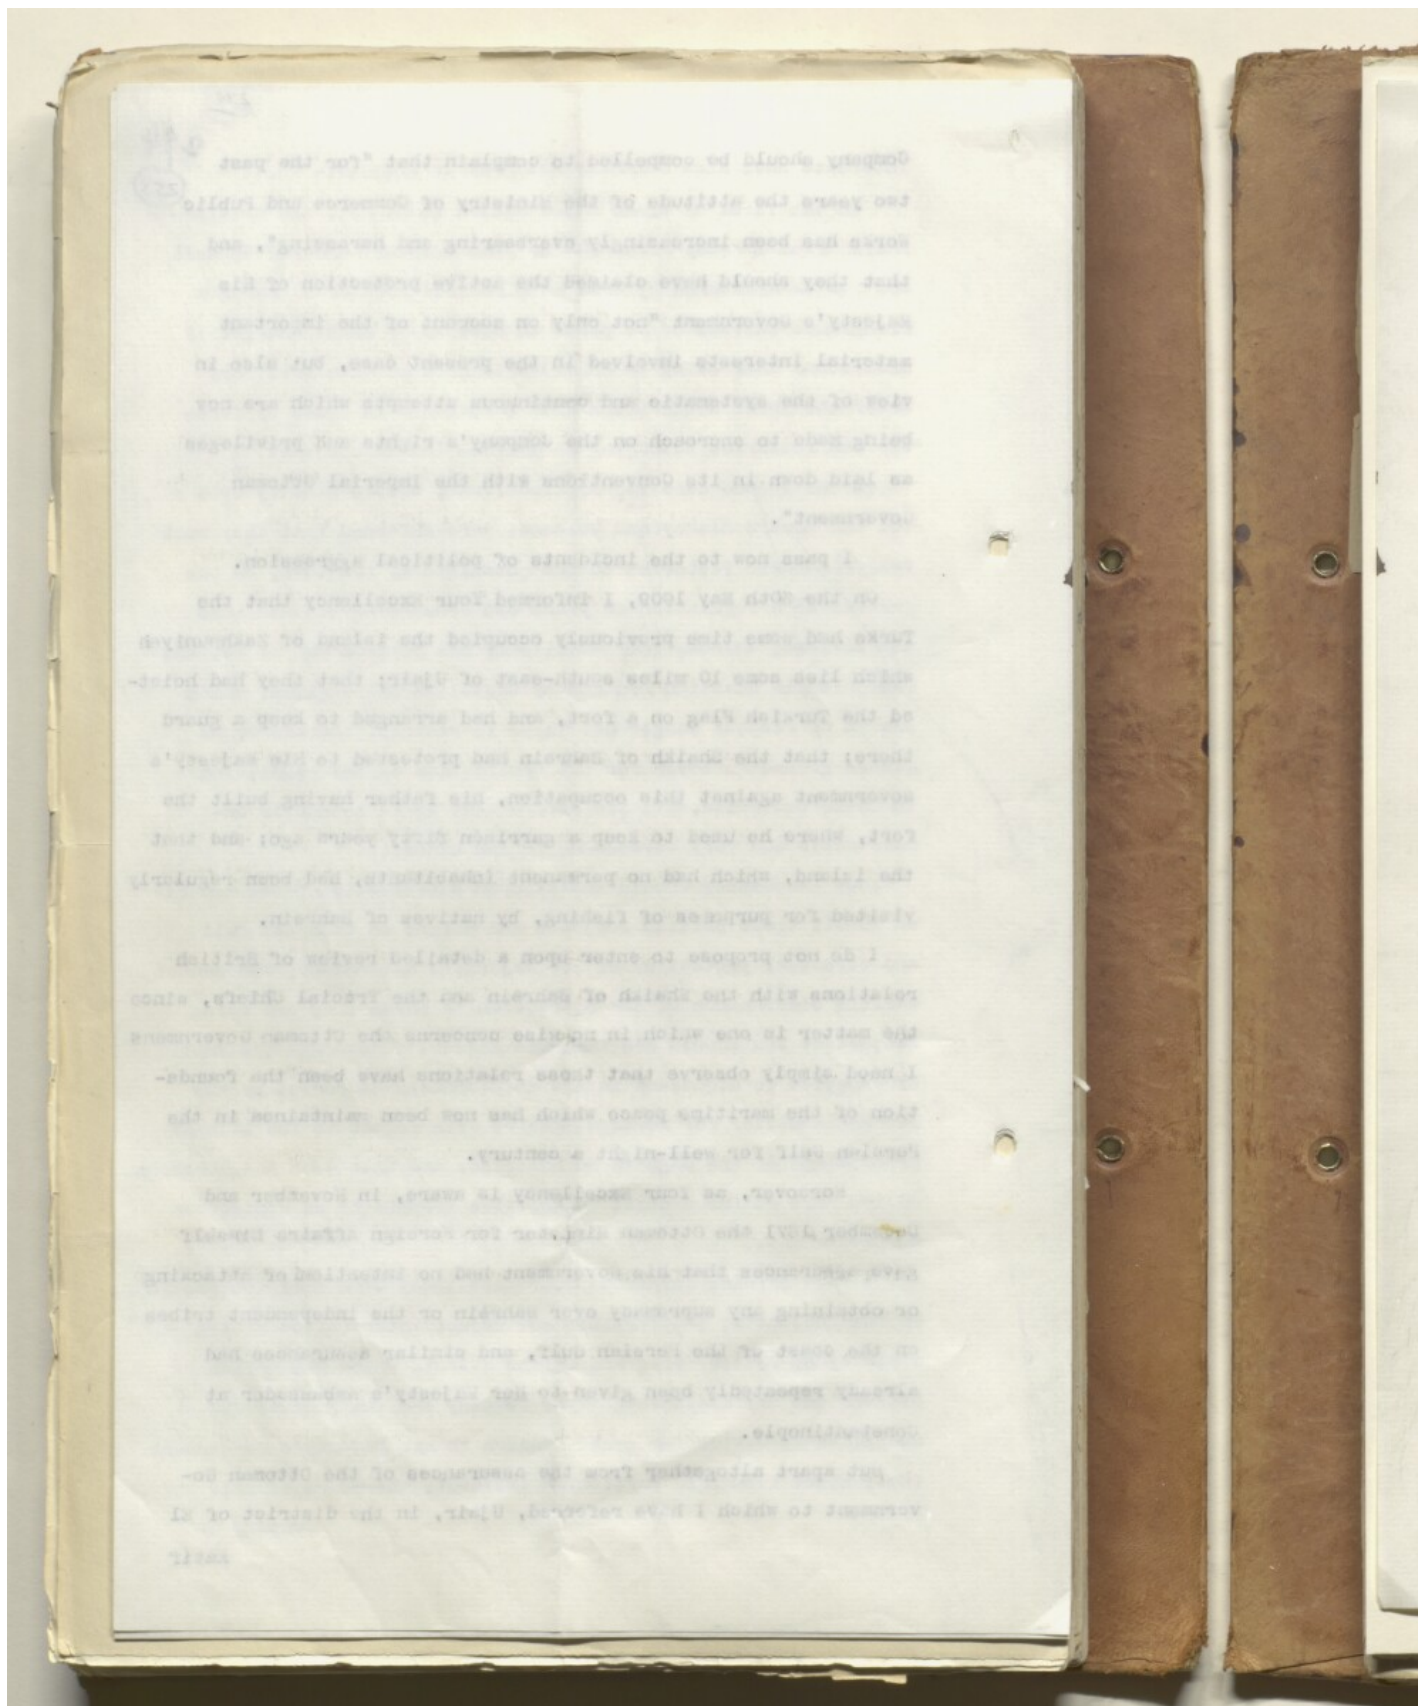 Company should be compelled to complain that "for the past
two years the attitude of the Ministry of Commerce and Public
Works has been increasingly overbearing and harassing", and
that they should have claimed the active protection of His
Majesty's Government "not only on account of the important
material interests involved in the present case, but also in
view of the systematic and continuous attempts which are now
being made to encroach on the Company's rights and privileges
as laid down in its Conventions with the Imperial Ottoman
Government".
I pass now to the incidents of political aggression.
On the 20th May 1909, I informed Your Excellency that the
Turks had some time previously occupied the island of Zakhnuniyeh
which lies some 10 miles south-east of Ujair; that they had hoist-
ed the Turkish Flag on a fort, and had arranged to keep a guard
there; that the Shaikh of Bahrein had protested to His Majesty's
Government against this occupation, his father having built the
fort, where he used to keep a garrison fifty years ago; and that
the island, which had no permanent inhabitants, had been regularly
visited for purposes of fishing, by natives of Bahrein.
I do not propose to enter upon a detailed review of British
relations with the Shaikh of Bahrein and the Trucial Chiefs, since
the matter is one which in nowise concerns the Ottoman Government
I need simply observe that those relations have been the founda-
tion of the maritime peace which has now been maintained in the
Persian Gulf for well-nigh a century.
Moreover, as Your Excellency is aware, in November and
December 1871 the Ottoman Minister for Foreign Affairs himself
gave assurances that his Government had no intention of attacking
or obtaining any supremacy over Bahrein or the independent tribes
on the coast of the Persian Gulf, and similar assurances had
already repeatedly been given to Her Majesty's Ambassador at
Constantinople.
But apart altogether from the assurances of the Ottoman Go-
vernment to which I have referred, Ujair, in the district of El
Katif